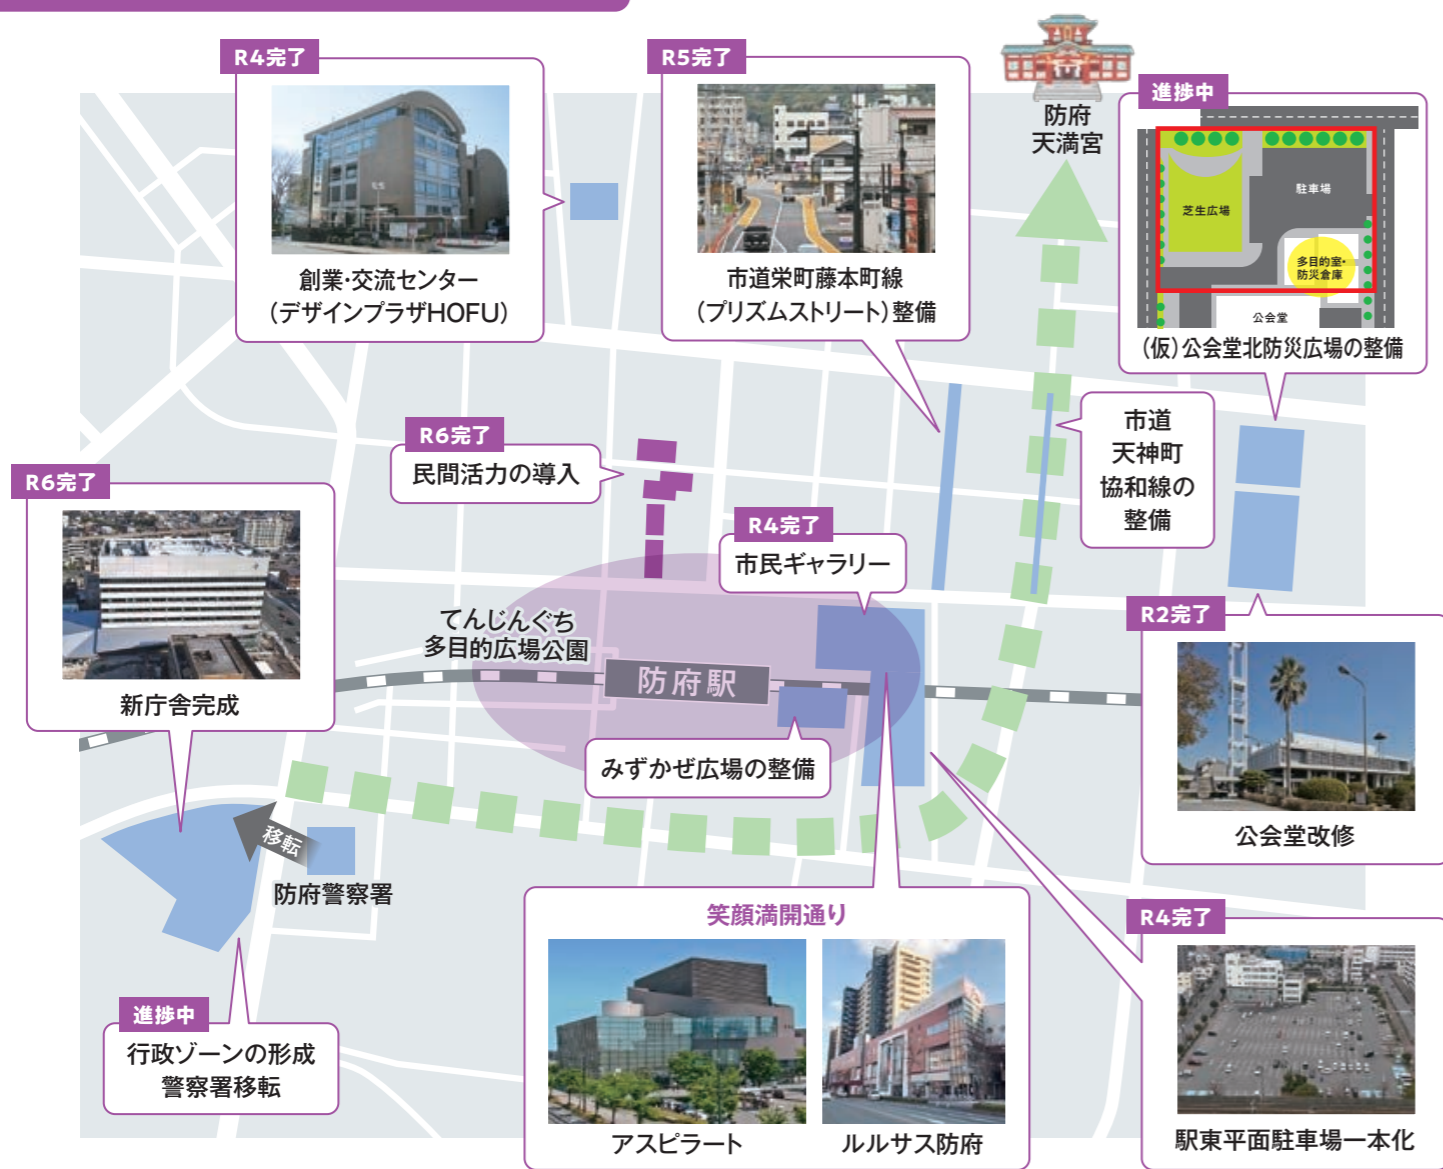 R4完了
創業・交流センター
（デザインプラザHOFU）
R5完了
市道栄町藤本町線
（プリズムストリート）整備
防府
天満宮
進捗中
芝生広場
駐車場
多目的室・
防災倉庫
公会堂
（仮）公会堂北防災広場の整備
R6完了
民間活力の導入
市道
天神町
協和線の
整備
R6完了
新庁舎完成
R4完了
市民ギャラリー
てんじんぐち
多目的広場公園
防府駅
みずかぜ広場の整備
R2完了
公会堂改修
移転
防府警察署
進捗中
行政ゾーンの形成
警察署移転
笑顔満開通り
アスピラート
ルルサス防府
R4完了
駅東平面駐車場一本化